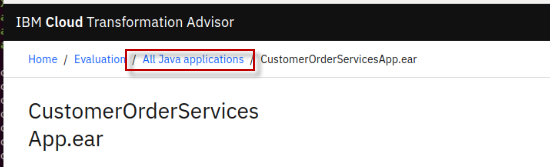 IBM Cloud Transformation Advisor
Home / Evaluation / All Java applications / CustomerOrderServicesApp.ear
CustomerOrderServices
App.ear